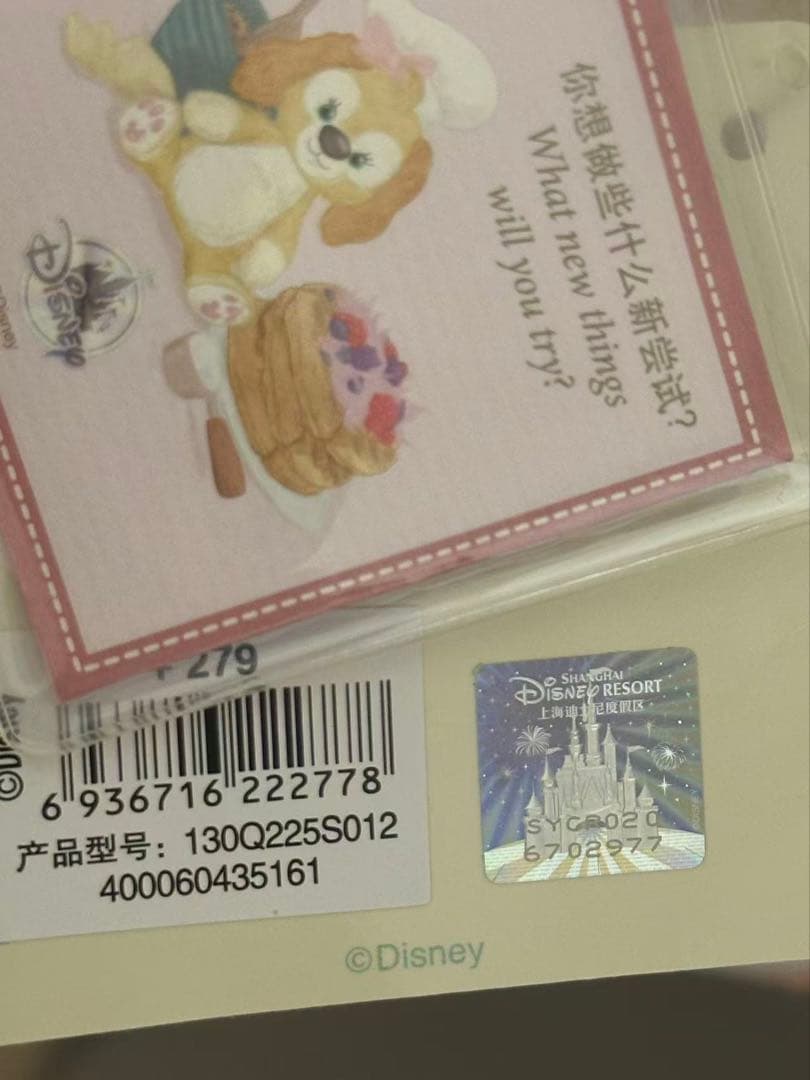 你想做些什么新尝试?
What new things
will you try?
Disney
Disney
279
6 936716 222778
产品型号: 130Q225S012
400060435161
SHANGHAI
Disney RESORT
上海迪士尼度假区
6702977
©Disney